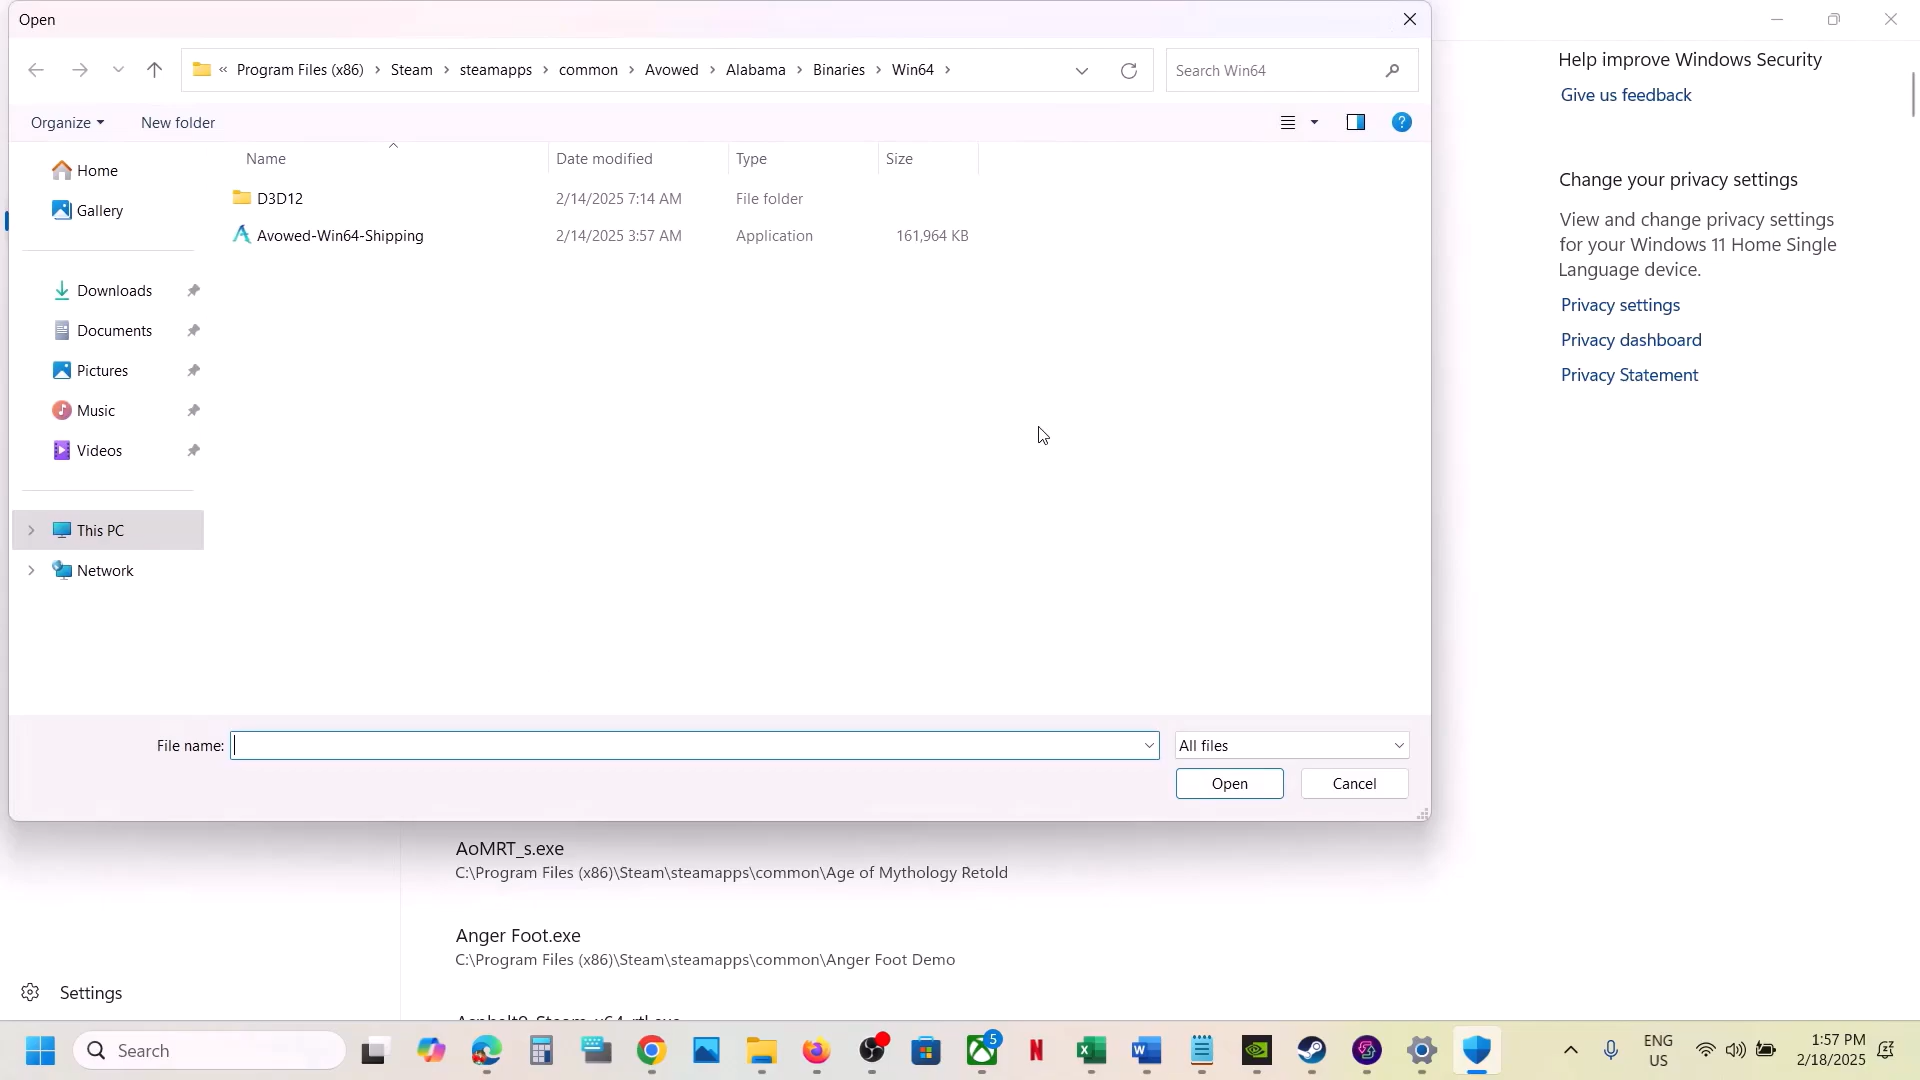 Open
« Program Files (x86) > Steam > steamapps > common > Avowed > Alabama > Binaries > Win64 >
Search Win64
Organize
New folder
?
Name
Date modified
Type
Size
Home
Gallery
Downloads
Documents
Pictures
Music
Videos
This PC
Network
D3D12
2/14/2025 7:14 AM
File folder
Avowed-Win64-Shipping
2/14/2025 3:57 AM
Application
161,964 KB
File name:
All files
Open
Cancel
Help improve Windows Security
Give us feedback
Change your privacy settings
View and change privacy settings
for your Windows 11 Home Single
Language device.
Privacy settings
Privacy dashboard
Privacy Statement
AoMRT_s.exe
C:\Program Files (x86)\Steam\steamapps\common\Age of Mythology Retold
Anger Foot.exe
C:\Program Files (x86)\Steam\steamapps\common\Anger Foot Demo
Settings
Search
5
ENG
US
1:57 PM
2/18/2025